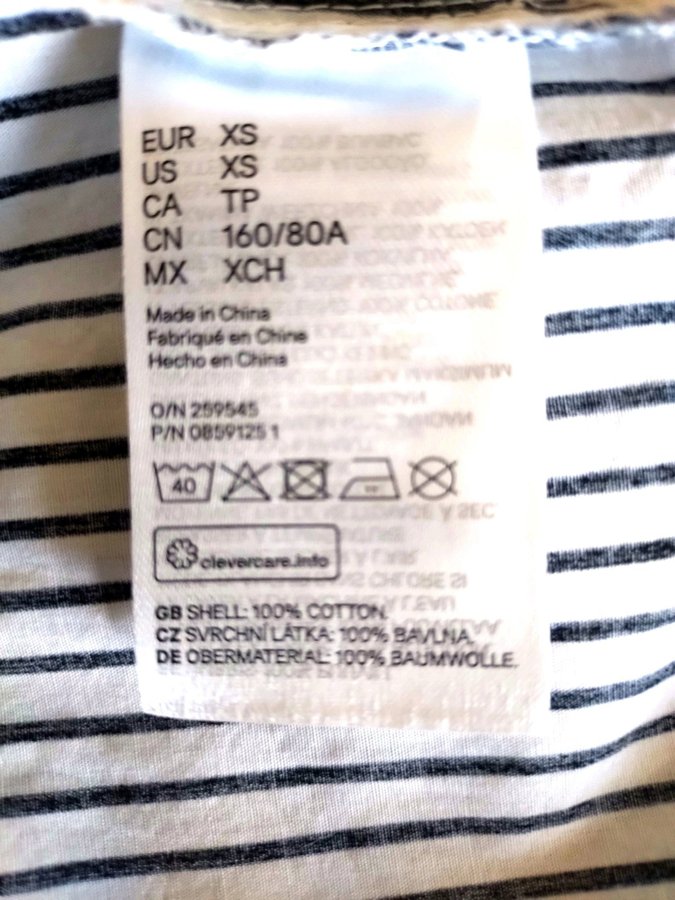 EUR XS
US XS
CA TP
CN 160/80A
MX XCH
Made in China
Fabriqué en Chine
Hecho en China
O/N 259545
P/N 0859125 1
40
clevercare.info
GB SHELL: 100% COTTON.
CZ SVRCHNÍ LÁTKA: 100% BAVLNA.
DE OBERMATERIAL: 100% BAUMWOLLE.